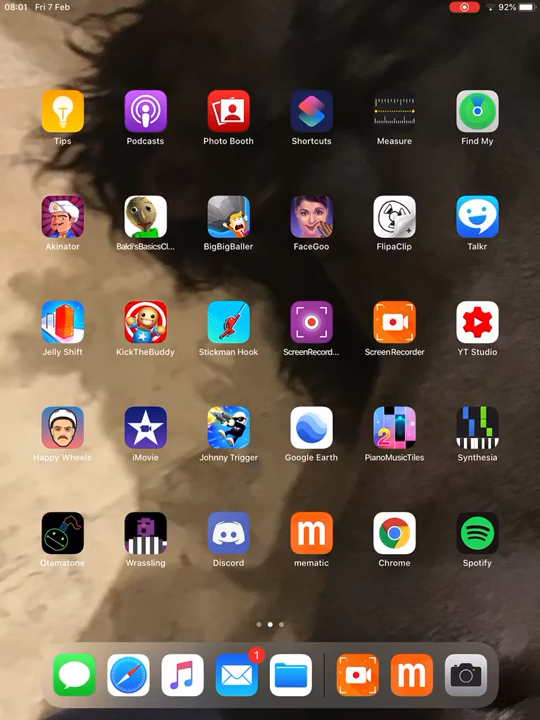 08:01 Fri 7 Feb 92%
Tips Podcasts Photo Booth Shortcuts Measure Find My
Akinator Baldi'sBasicsCl... BigBigBaller FaceGoo FlipaClip Talkr
Jelly Shift KickTheBuddy Stickman Hook ScreenRecord... ScreenRecorder YT Studio
2
Happy Wheels iMovie Johnny Trigger Google Earth PianoMusicTiles Synthesia
m
Otamatone Wrassling Discord mematic Chrome Spotify
1
m